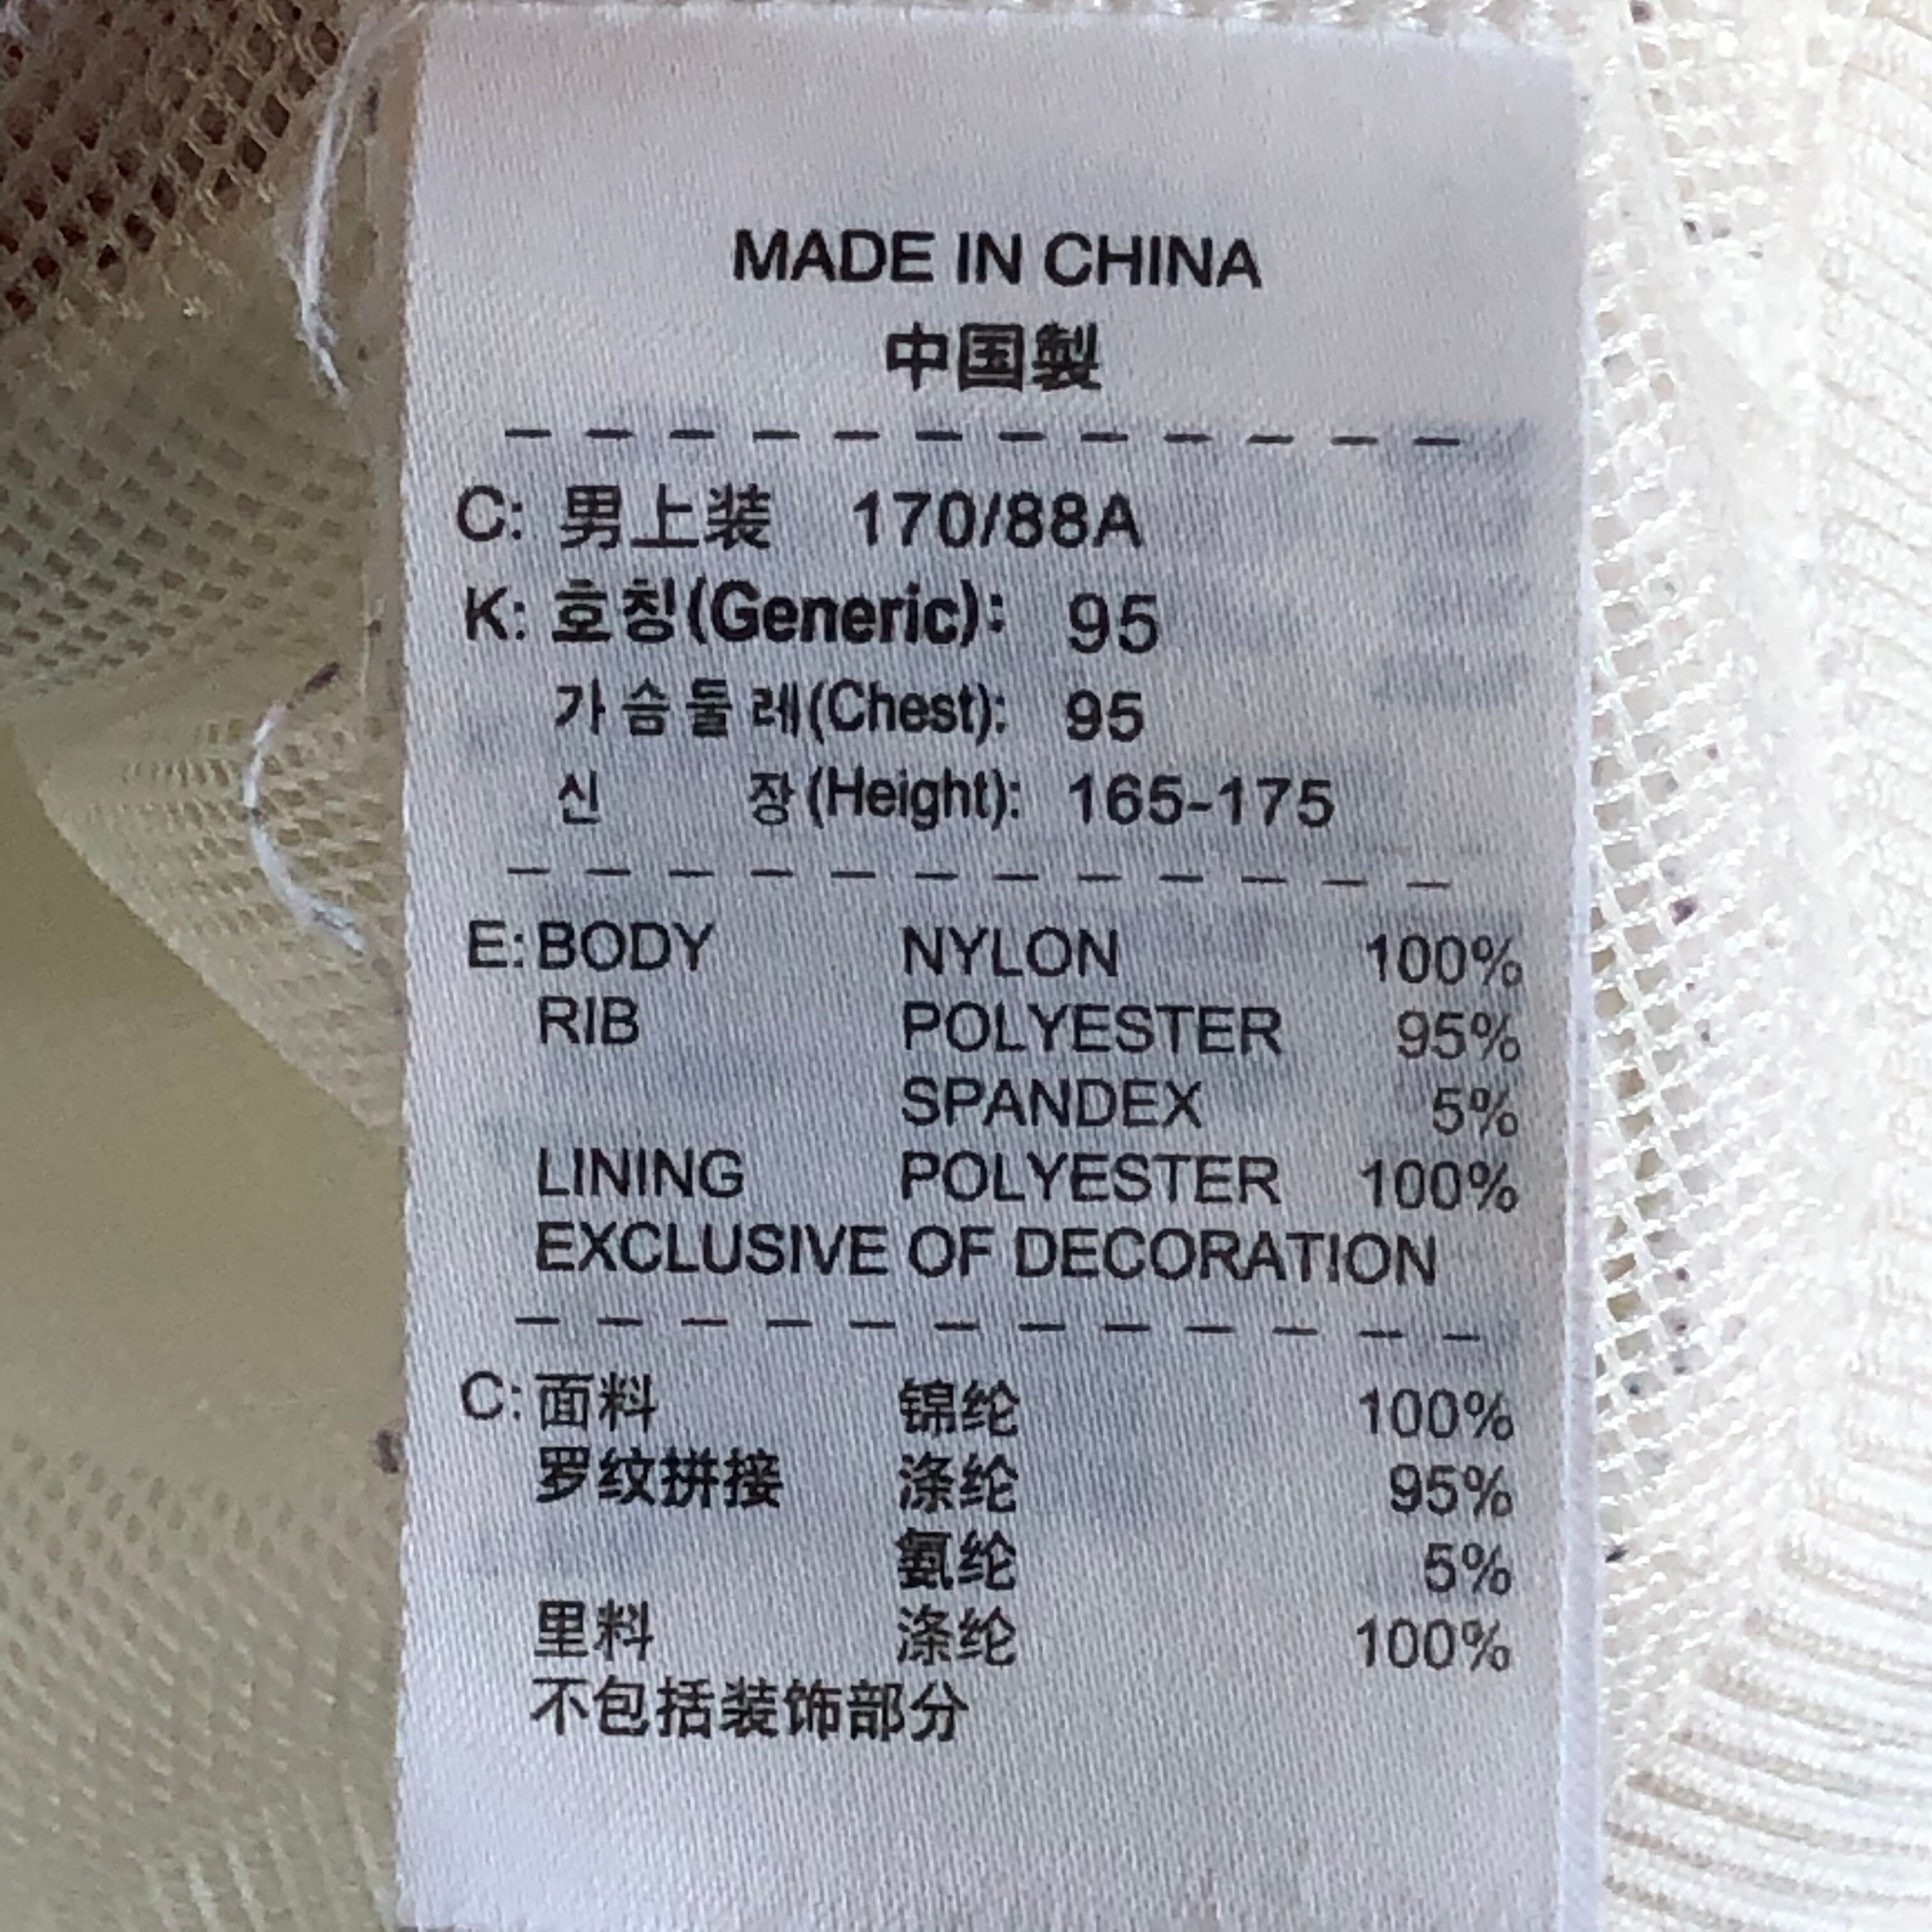 MADE IN CHINA
中国製
C: 男上装 170/88A
K: 호칭(Generic): 95
가슴둘레(Chest): 95
신 장(Height): 165-175
E: BODY NYLON 100%
RIB POLYESTER 95%
SPANDEX 5%
LINING POLYESTER 100%
EXCLUSIVE OF DECORATION
C: 面料 锦纶 100%
罗纹拼接 涤纶 95%
氨纶 5%
里料 涤纶 100%
不包括装饰部分